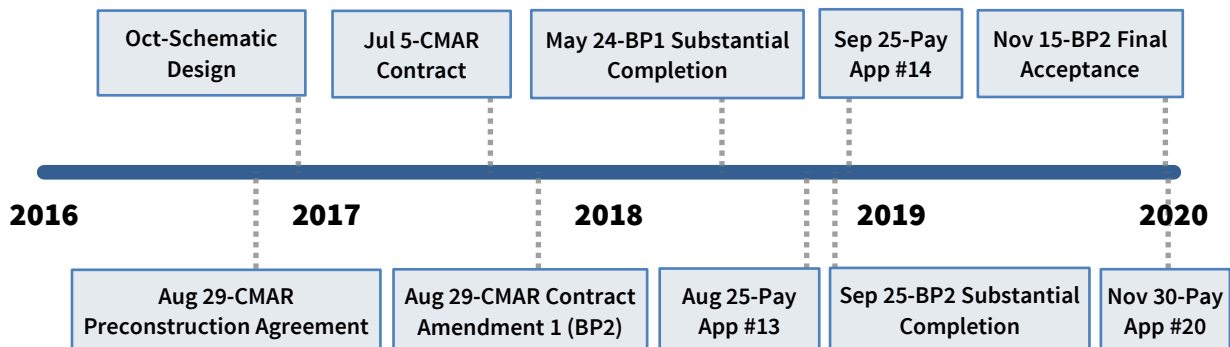 Oct-Schematic
Design
Jul 5-CMAR
Contract
May 24-BP1 Substantial
Completion
Sep 25-Pay
App #14
Nov 15-BP2 Final
Acceptance
2016
2017
2018
2019
2020
Aug 29-CMAR
Preconstruction Agreement
Aug 29-CMAR Contract
Amendment 1 (BP2)
Aug 25-Pay
App #13
Sep 25-BP2 Substantial
Completion
Nov 30-Pay
App #20